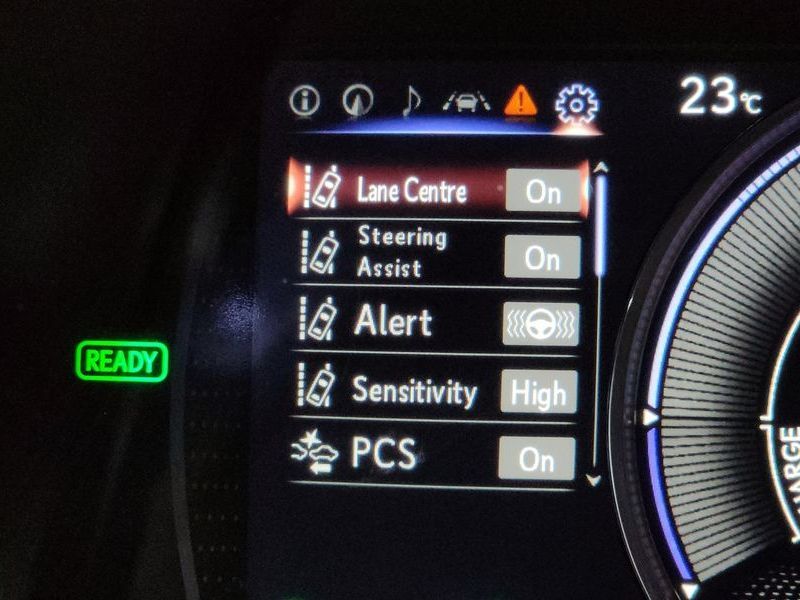 23°C
Lane Centre On
Steering
Assist On
Alert
READY
Sensitivity High
PCS On